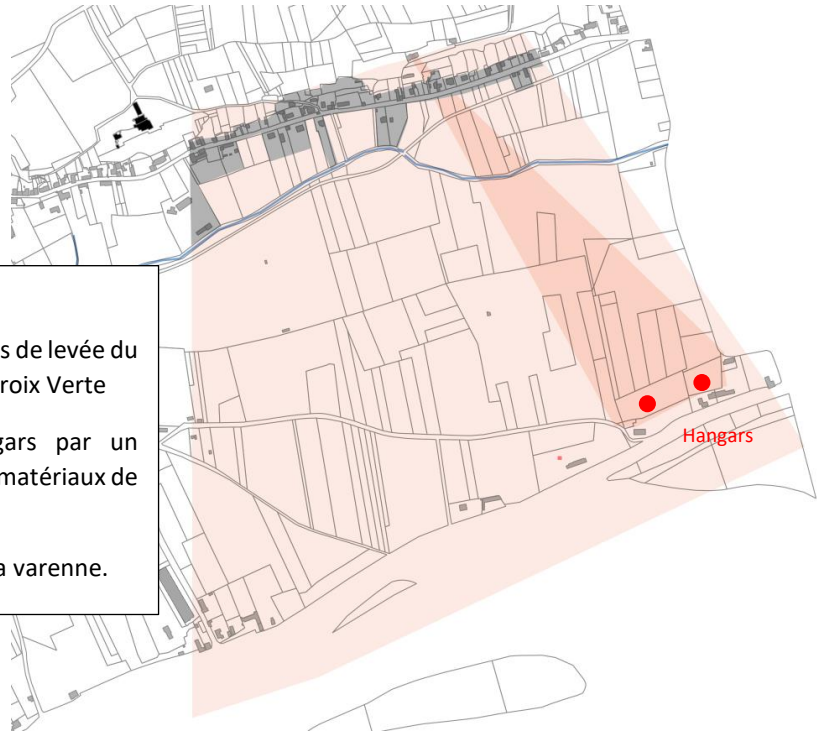 s de levée du
roix Verte
gars par un
matériaux de
a varenne.
Hangars